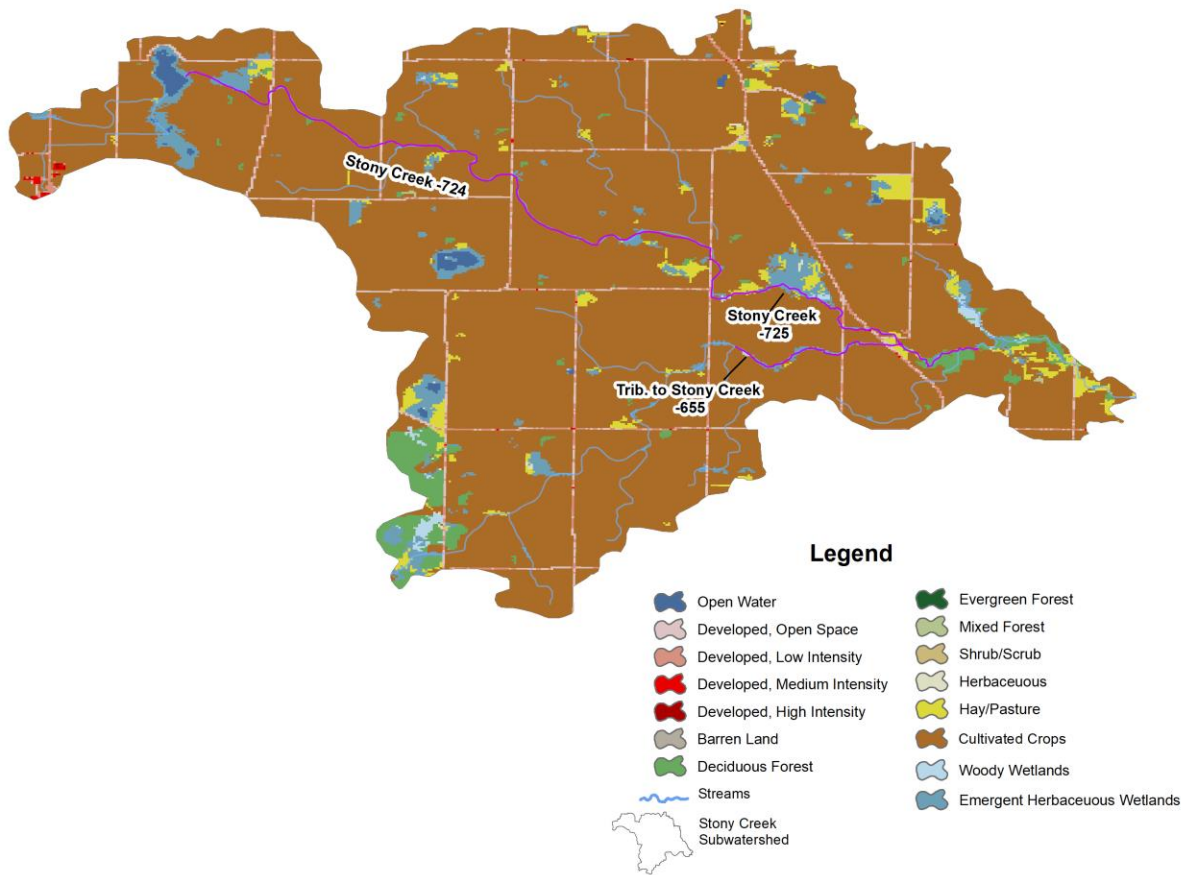 Stony Creek -724
Stony Creek
-725
Trib. to Stony Creek
-655
Legend
Open Water
Developed, Open Space
Developed, Low Intensity
Developed, Medium Intensity
Developed, High Intensity
Barren Land
Deciduous Forest
Streams
Stony Creek
Subwatershed
Evergreen Forest
Mixed Forest
Shrub/Scrub
Herbaceuous
Hay/Pasture
Cultivated Crops
Woody Wetlands
Emergent Herbaceuous Wetlands